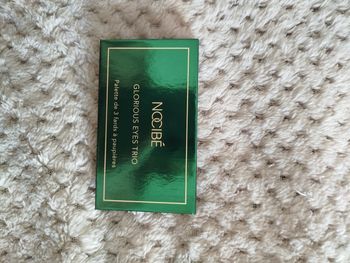 NOCIBÉ
GLORIOUS EYES TRIO
Palette de 3 fards à paupières